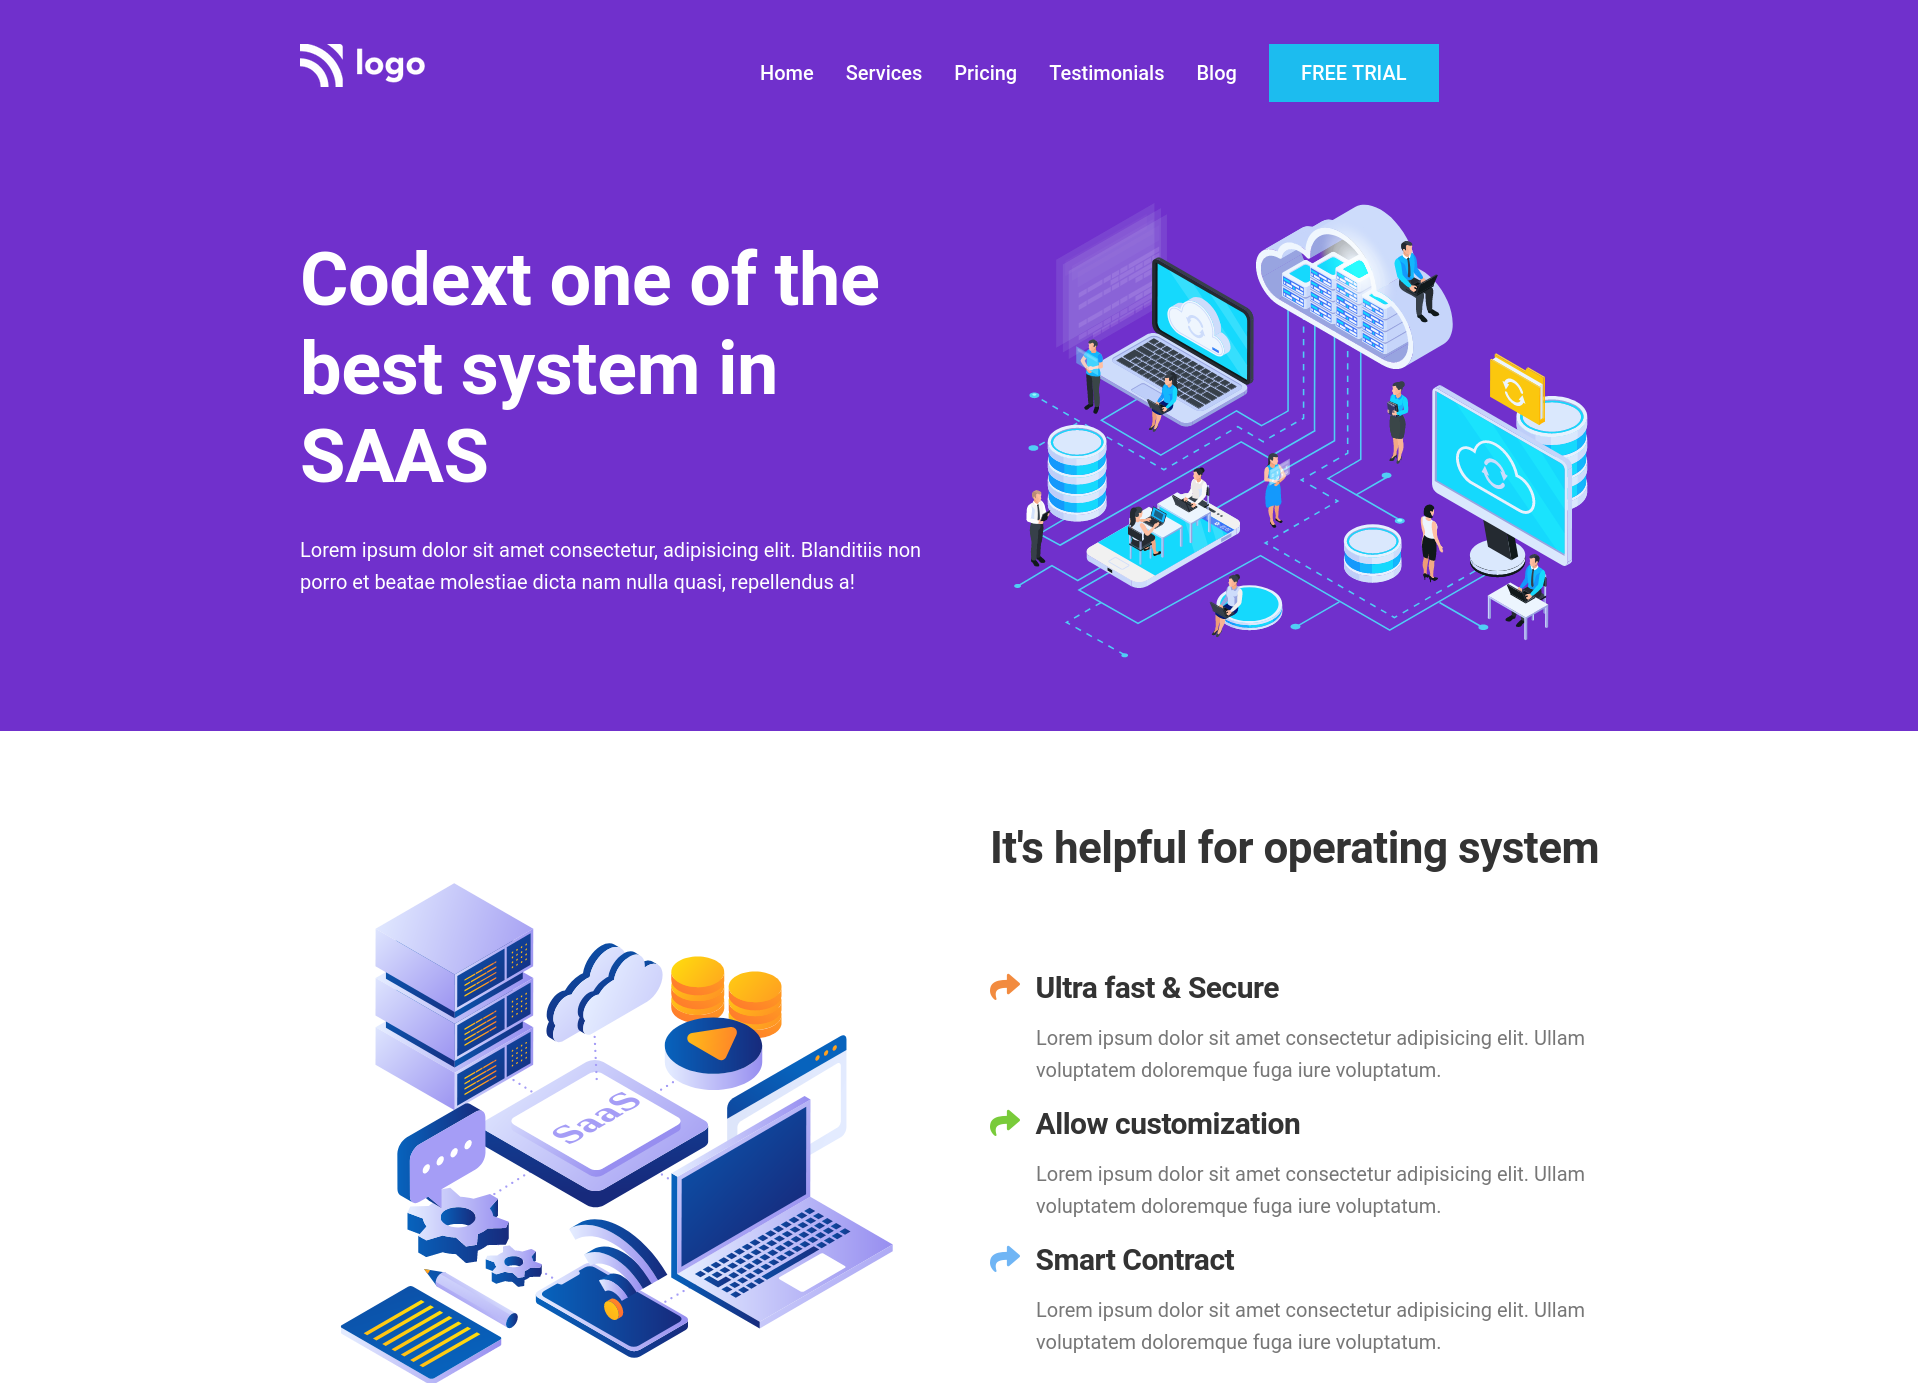 logo
Home Services Pricing Testimonials Blog FREE TRIAL
Codext one of the
best system in
SAAS
Lorem ipsum dolor sit amet consectetur, adipisicing elit. Blanditiis non
porro et beatae molestiae dicta nam nulla quasi, repellendus a!
It's helpful for operating system
SaaS
Ultra fast & Secure
Lorem ipsum dolor sit amet consectetur adipisicing elit. Ullam
voluptatem doloremque fuga iure voluptatum.
Allow customization
Lorem ipsum dolor sit amet consectetur adipisicing elit. Ullam
voluptatem doloremque fuga iure voluptatum.
Smart Contract
Lorem ipsum dolor sit amet consectetur adipisicing elit. Ullam
voluptatem doloremque fuga iure voluptatum.